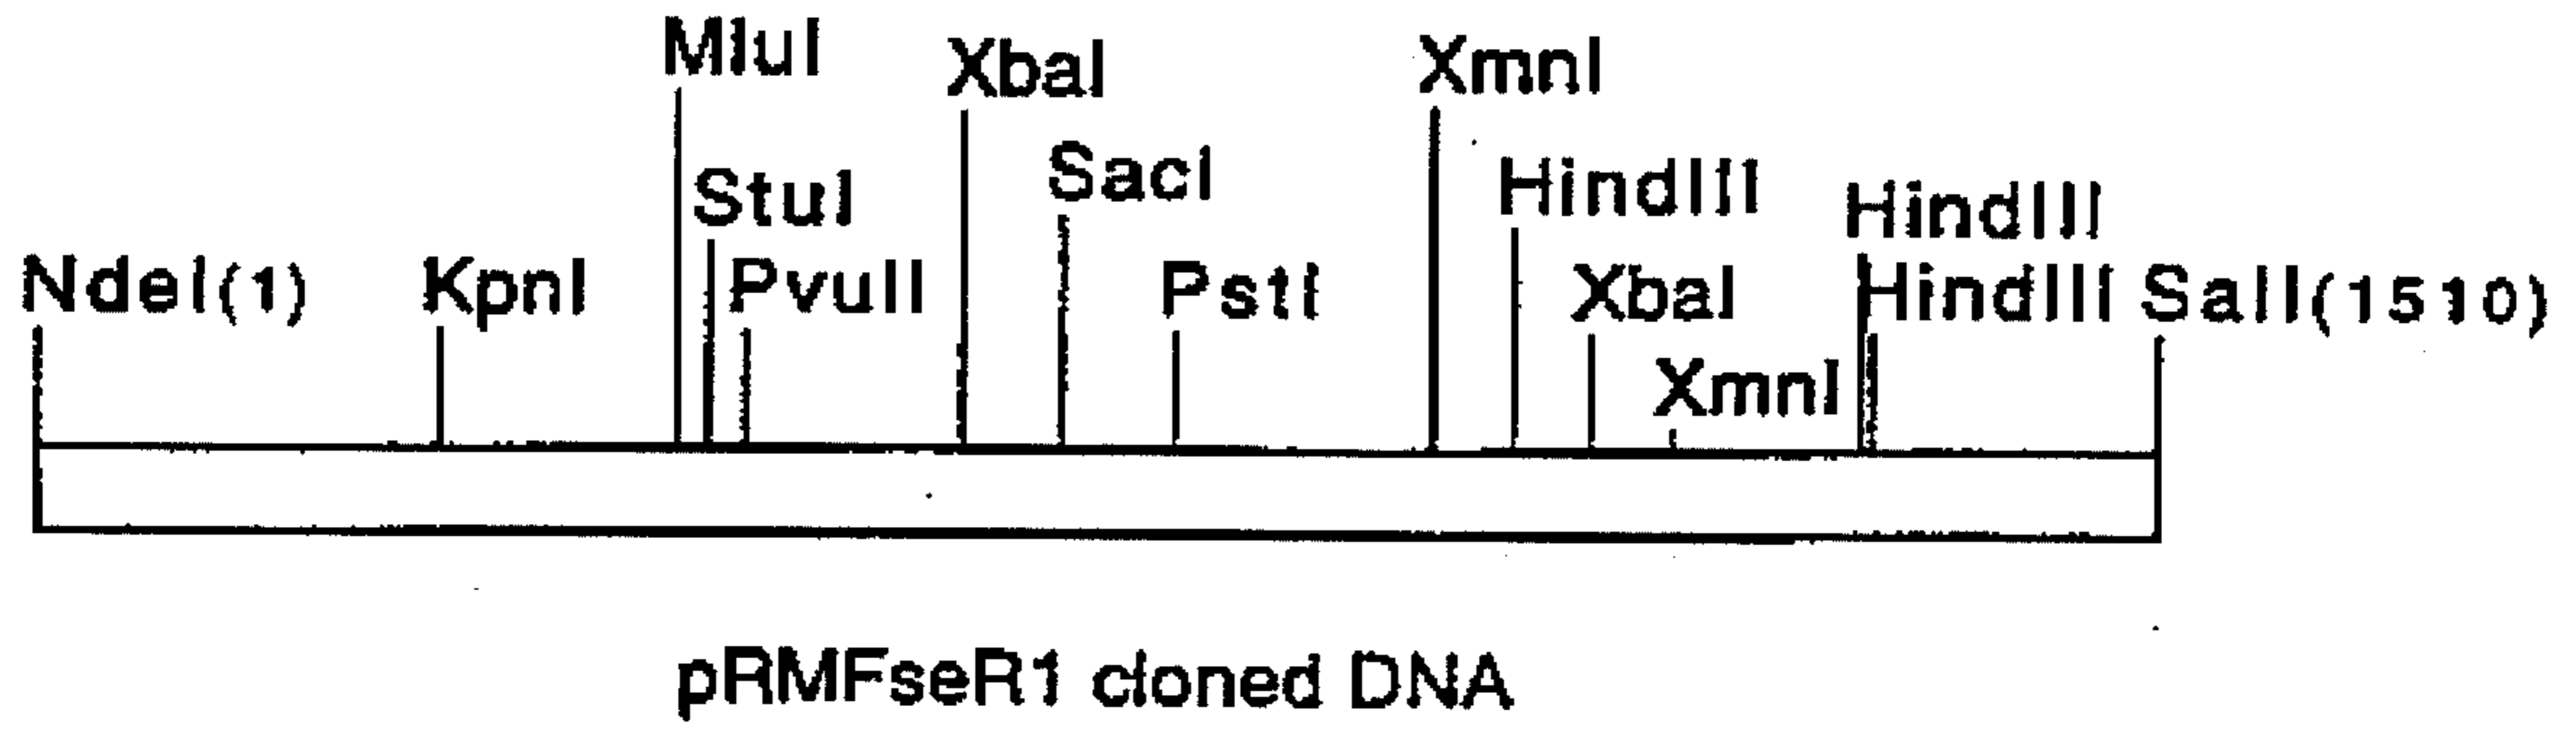 MluI
XbaI
XmnI
SacI
HindIII
StuI
HindIII
NdeI(1)
KpnI
PvuII
PstI
XbaI
HindIII
SalI(1510)
XmnI
pRMFseR1 cloned DNA